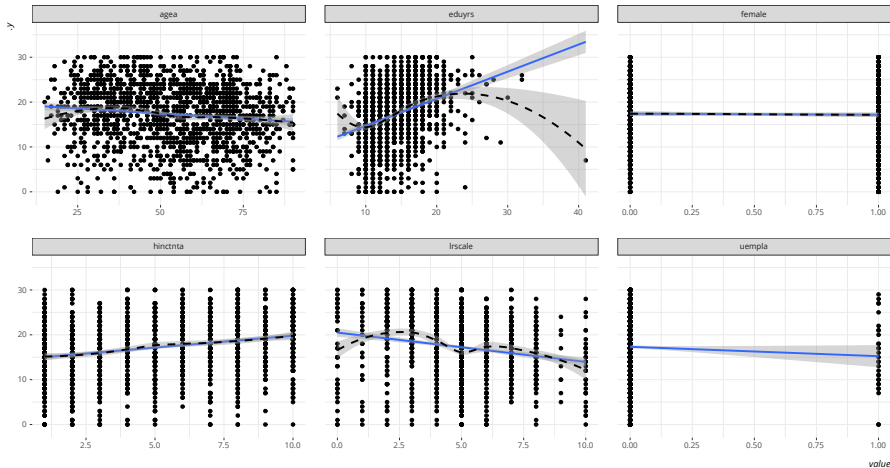 agea eduyrs female
.y
30
20
10
0
25 50 75 10 20 30 40 0.00 0.25 0.50 0.75 1.00
hinctnta lrscale uempla
30
20
10
0
2.5 5.0 7.5 10.0 0.0 2.5 5.0 7.5 10.0 0.00 0.25 0.50 0.75 1.00
value